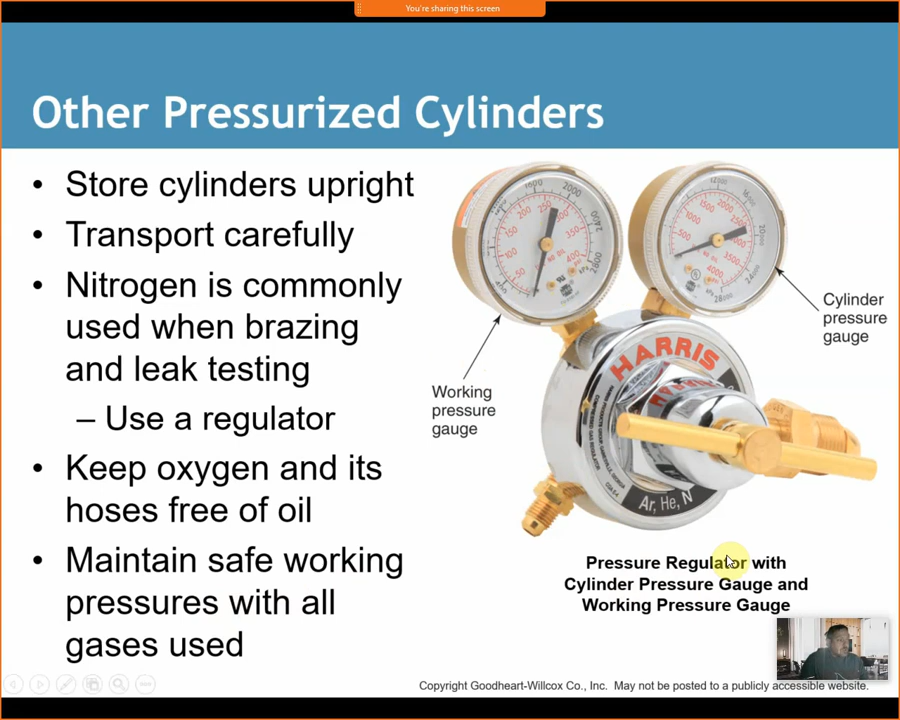 You're sharing this screen
Other Pressurized Cylinders
• Store cylinders upright
• Transport carefully
• Nitrogen is commonly
used when brazing
and leak testing
– Use a regulator
• Keep oxygen and its
hoses free of oil
• Maintain safe working
pressures with all
gases used
Working
pressure
gauge
Cylinder
pressure
gauge
HARRIS
Ar, He, N
Pressure Regulator with
Cylinder Pressure Gauge and
Working Pressure Gauge
Copyright Goodheart-Willcox Co., Inc. May not be posted to a publicly accessible website.